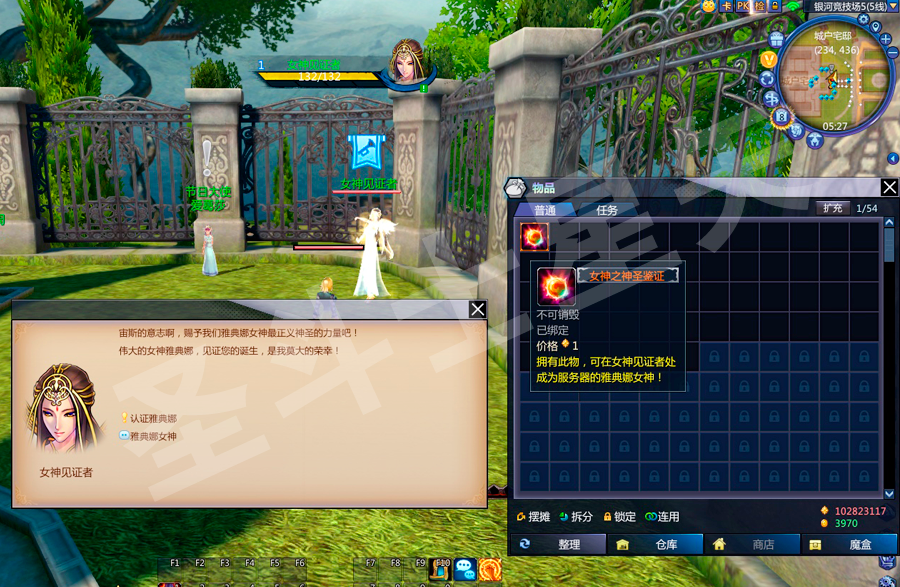 卡 PK 检 银河竞技场5(5线)
城户宅邸
(234, 436)
05:27
1 女神见证者
132/132
节日大使
女神见证者
物品
普通 任务 扩充 1/54
女神之神圣鉴证
不可销毁
已绑定
价格 1
拥有此物，可在女神见证者处
成为服务器的雅典娜女神！
宙斯的意志啊，赐予我们雅典娜女神最正义神圣的力量吧！
伟大的女神雅典娜，见证您的诞生，是我莫大的荣幸！
认证雅典娜
雅典娜女神
女神见证者
摆摊 拆分 锁定 连用
102823117
3970
整理 仓库 商店 魔盒
F1 F2 F3 F4 F5 F6 F7 F8 F9 F10
圣斗士星矢